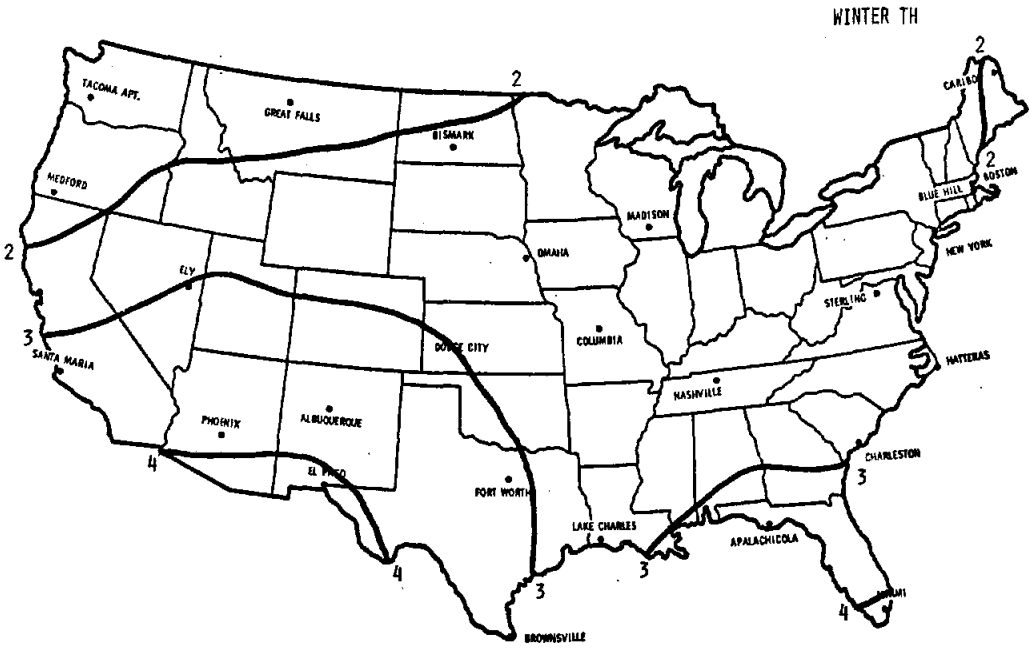 WINTER TH
2
2
CARIBO
TACOMA APT.
GREAT FALLS
BISMARK
2
BOSTON
MEDFORD
BLUE HILL
MADISON
2
OMAHA
NEW YORK
ELY
STERLING
3
SANTA MARIA
DODGE CITY
COLUMBIA
HATTERAS
NASHVILLE
PHOENIX
ALBUQUERQUE
4
CHARLESTON
EL PASO
3
FORT WORTH
LAKE CHARLES
APALACHICOLA
4
3
3
MIAMI
4
BROWNSVILLE